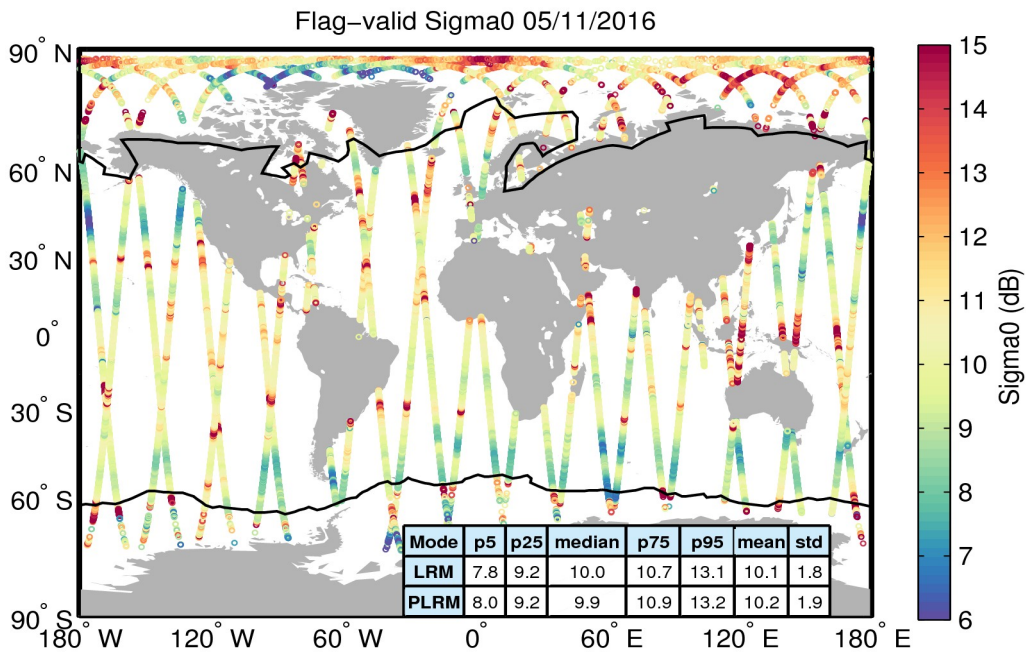 Flag−valid Sigma0 05/11/2016
90° N
60° N
30° N
0°
30° S
60° S
90° S
180° W
120° W
60° W
0°
60° E
120° E
180° E
15
14
13
12
11
10
9
8
7
6
Sigma0 (dB)
Mode p5 p25 median p75 p95 mean std
LRM 7.8 9.2 10.0 10.7 13.1 10.1 1.8
PLRM 8.0 9.2 9.9 10.9 13.2 10.2 1.9